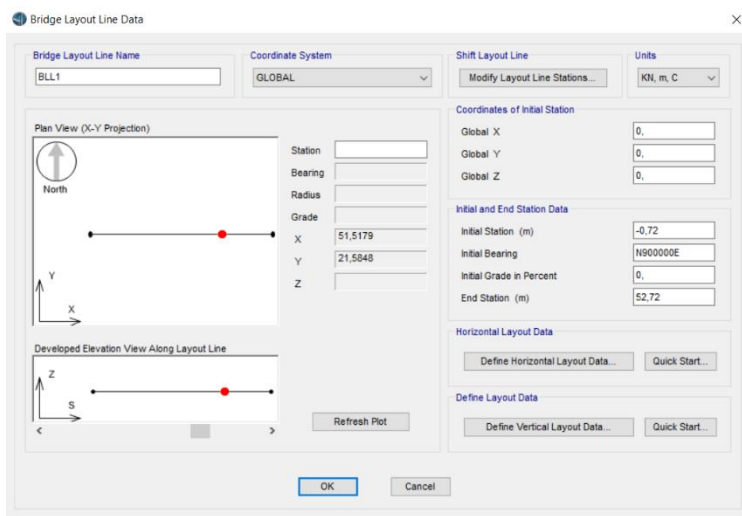 Bridge Layout Line Data
Bridge Layout Line Name
BLL1
Coordinate System
GLOBAL
Shift Layout Line
Modify Layout Line Stations...
Units
KN, m, C
Plan View (X-Y Projection)
North
Y
X
Station
Bearing
Radius
Grade
X 51,5179
Y 21,5848
Z
Coordinates of Initial Station
Global X 0,
Global Y 0,
Global Z 0,
Initial and End Station Data
Initial Station (m) -0,72
Initial Bearing N900000E
Initial Grade in Percent 0,
End Station (m) 52,72
Developed Elevation View Along Layout Line
Z
S
Refresh Plot
Horizontal Layout Data
Define Horizontal Layout Data...
Quick Start...
Define Layout Data
Define Vertical Layout Data...
Quick Start...
OK
Cancel